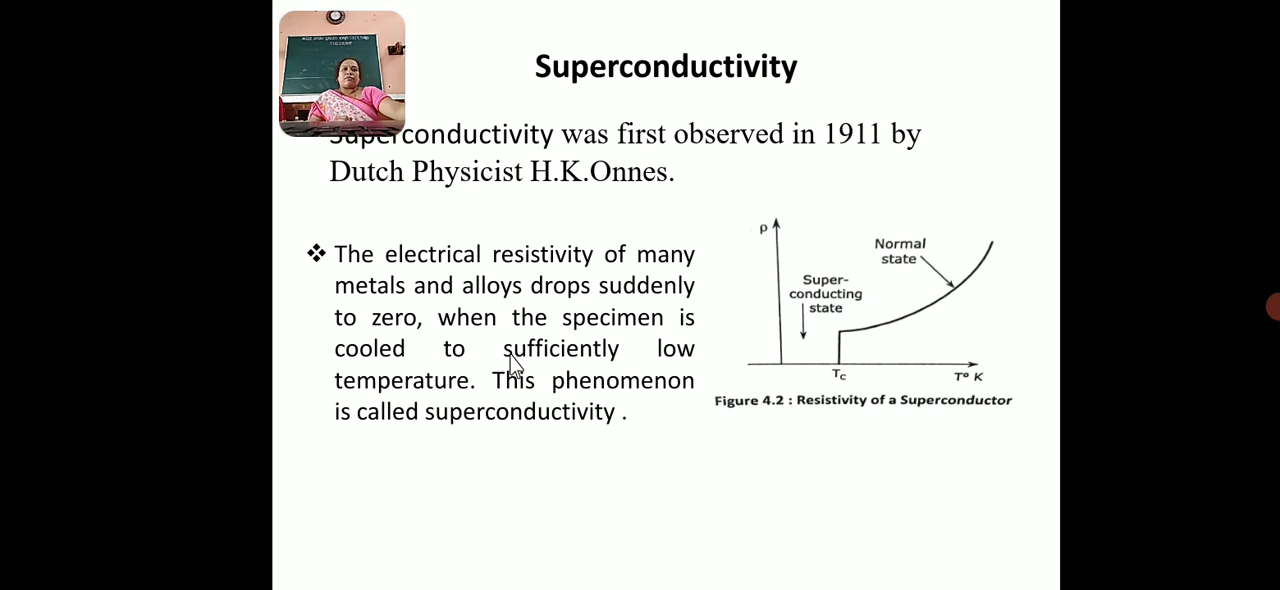 Superconductivity
Superconductivity was first observed in 1911 by
Dutch Physicist H.K.Onnes.
❖ The electrical resistivity of many
metals and alloys drops suddenly
to zero, when the specimen is
cooled to sufficiently low
temperature. This phenomenon
is called superconductivity .
ρ
Normal
state
Super-
conducting
state
Tc
T° K
Figure 4.2 : Resistivity of a Superconductor